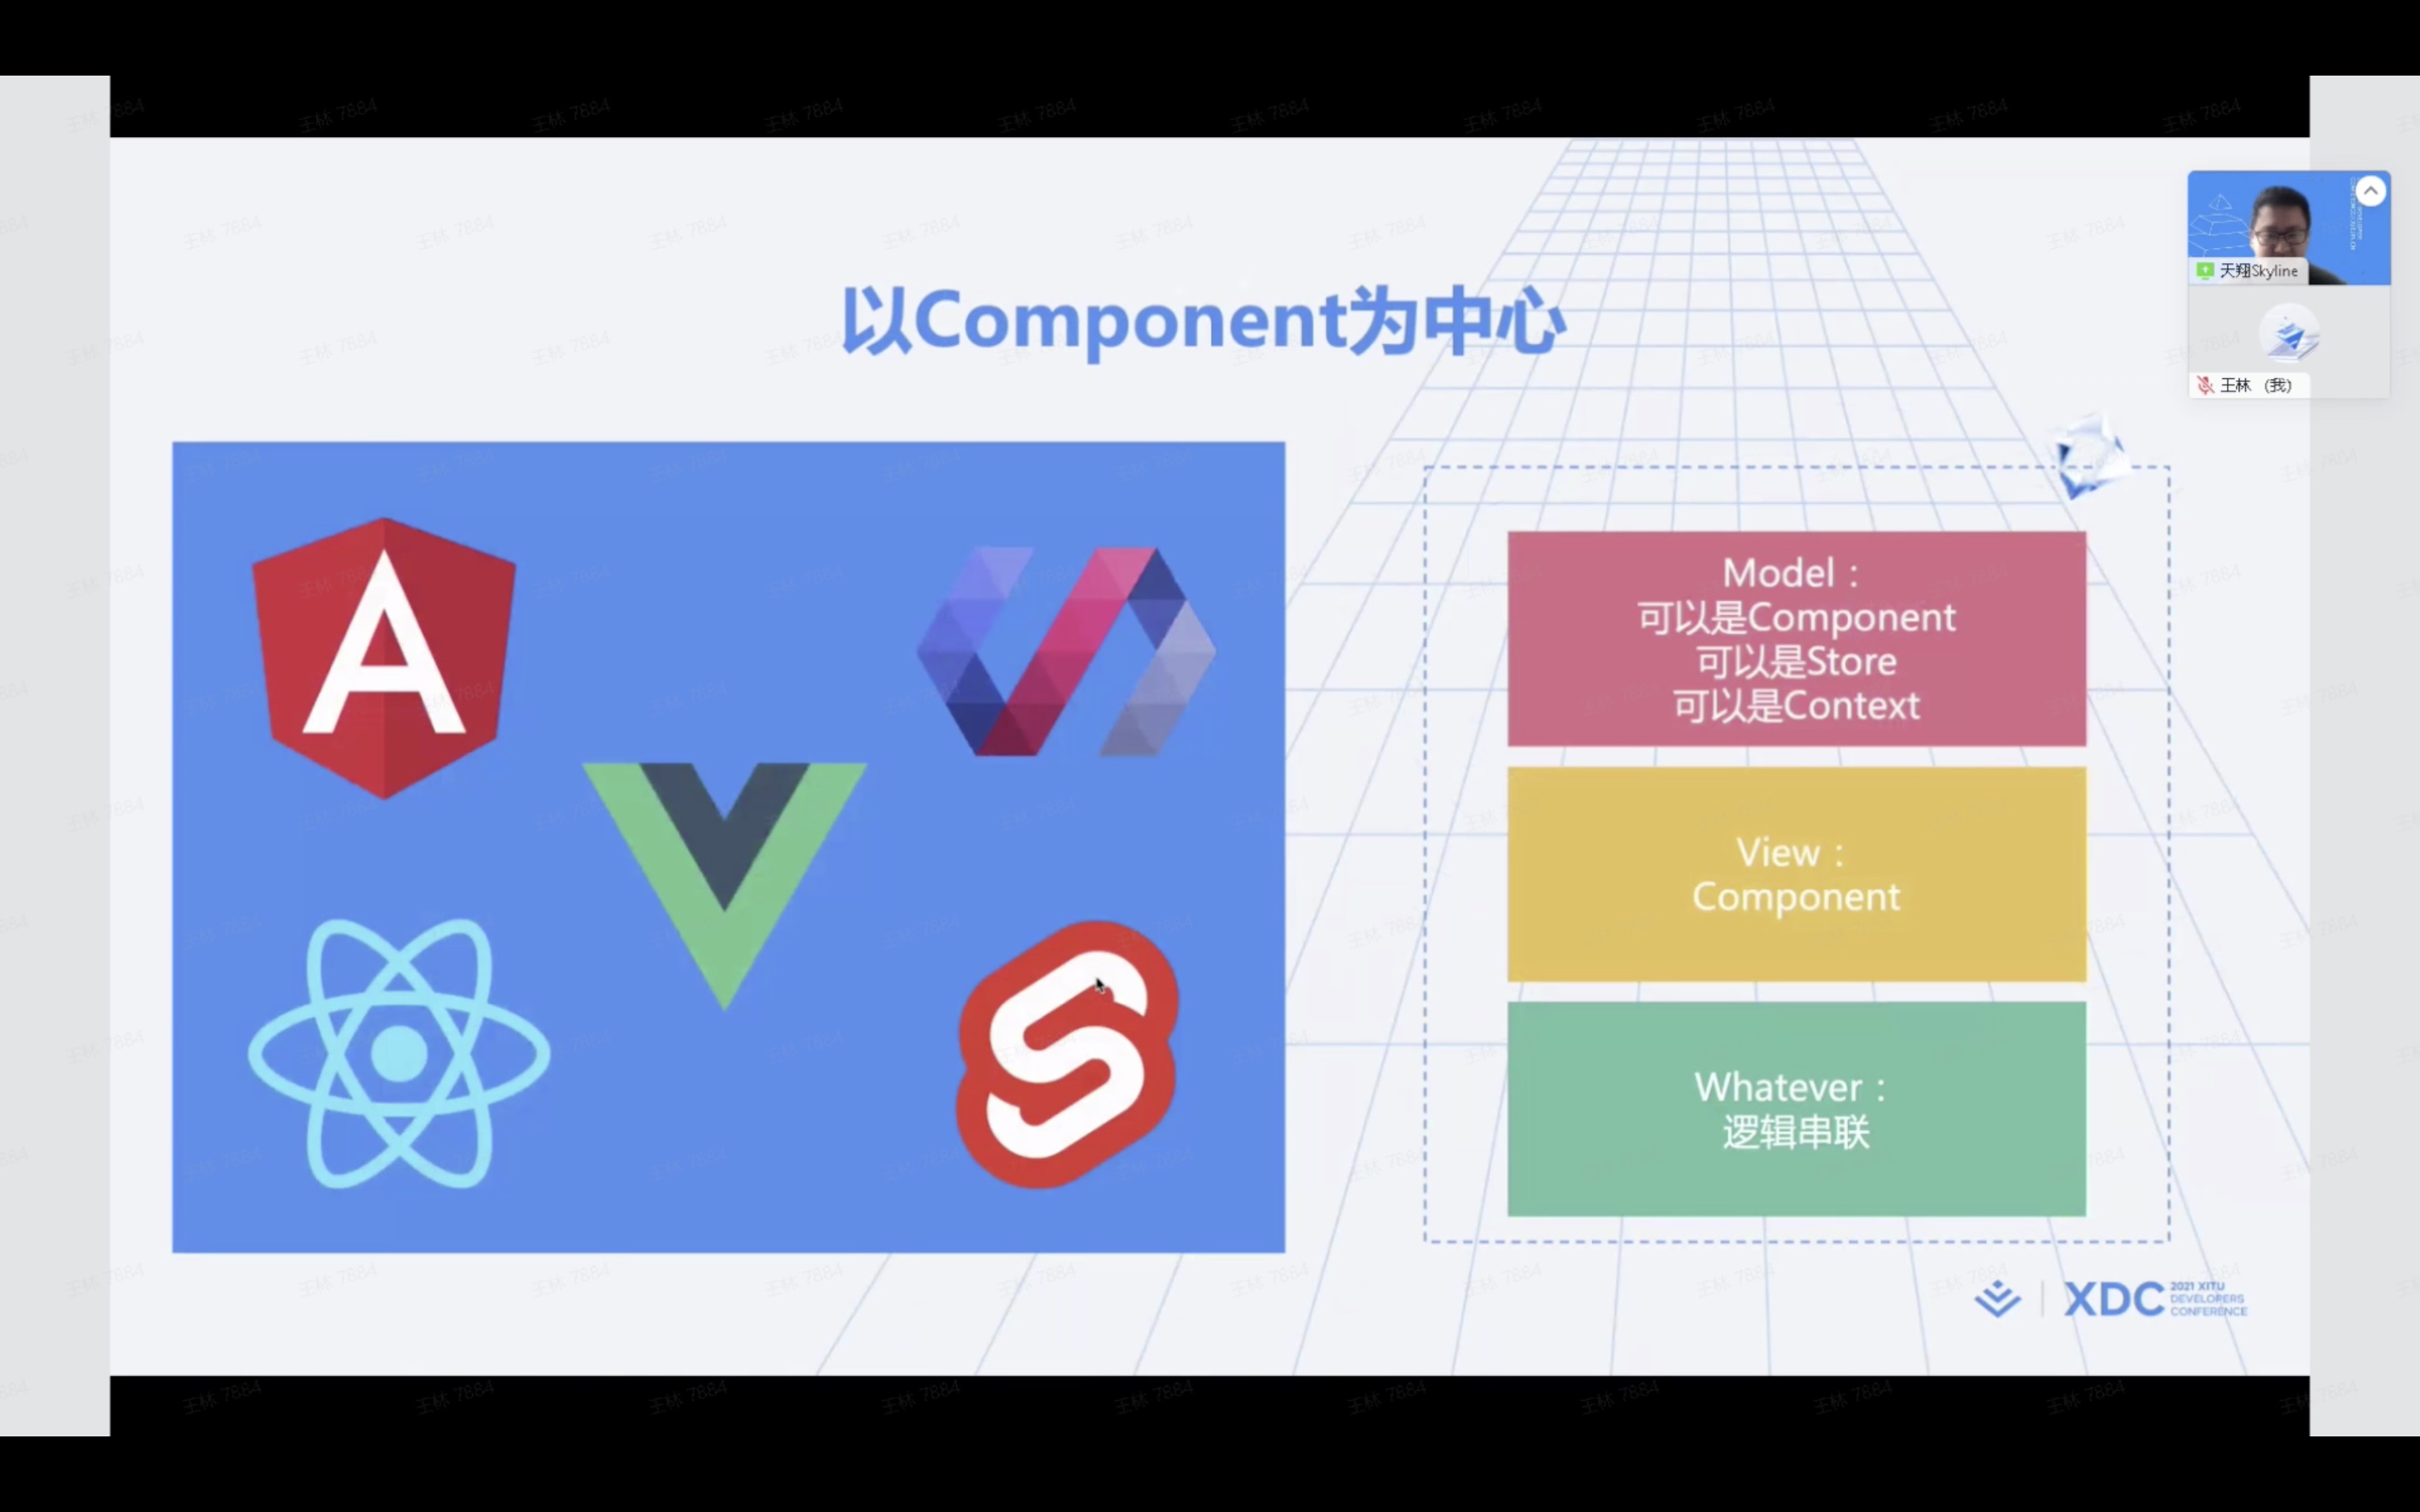 以Component为中心
天翔Skyline
王林 (我)
Model：
可以是Component
可以是Store
可以是Context
View：
Component
Whatever：
逻辑串联
XDC
2021 XITU
DEVELOPERS
CONFERENCE
王林 7884